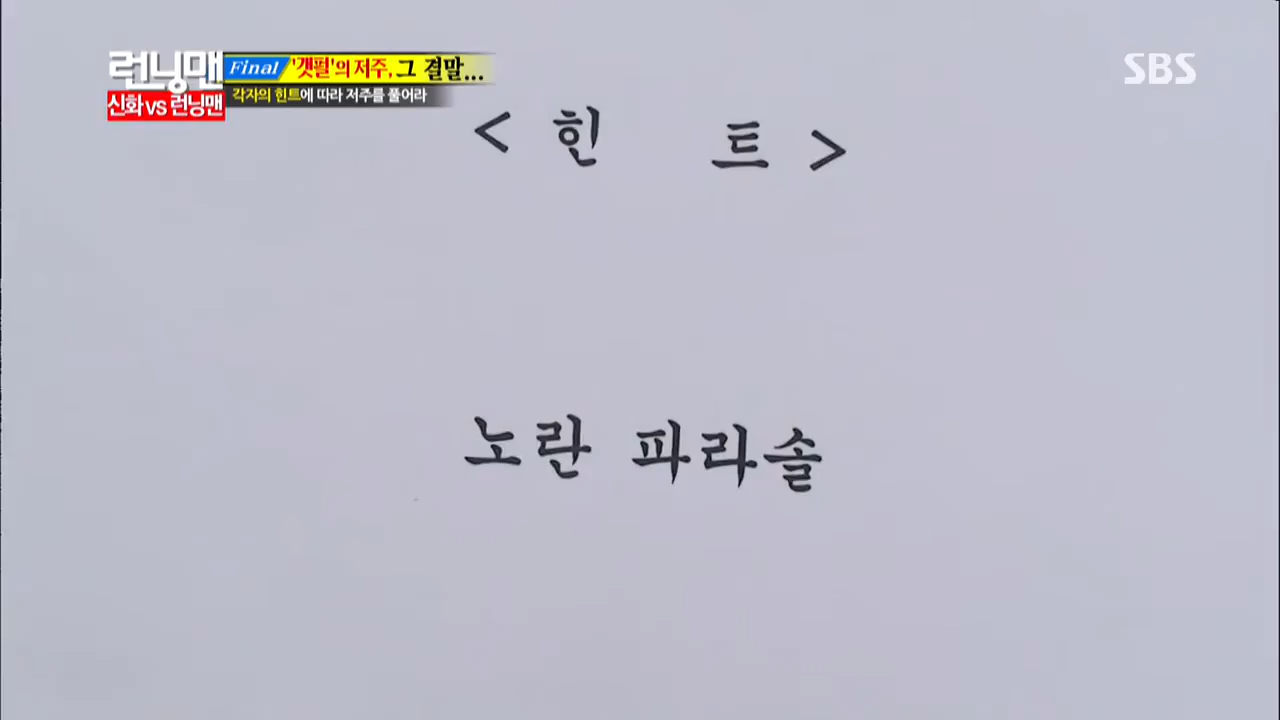 런닝맨
신화 vs 런닝맨
Final '갯펄'의 저주, 그 결말...
각자의 힌트에 따라 저주를 풀어라
SBS
< 힌 트 >
노란 파라솔